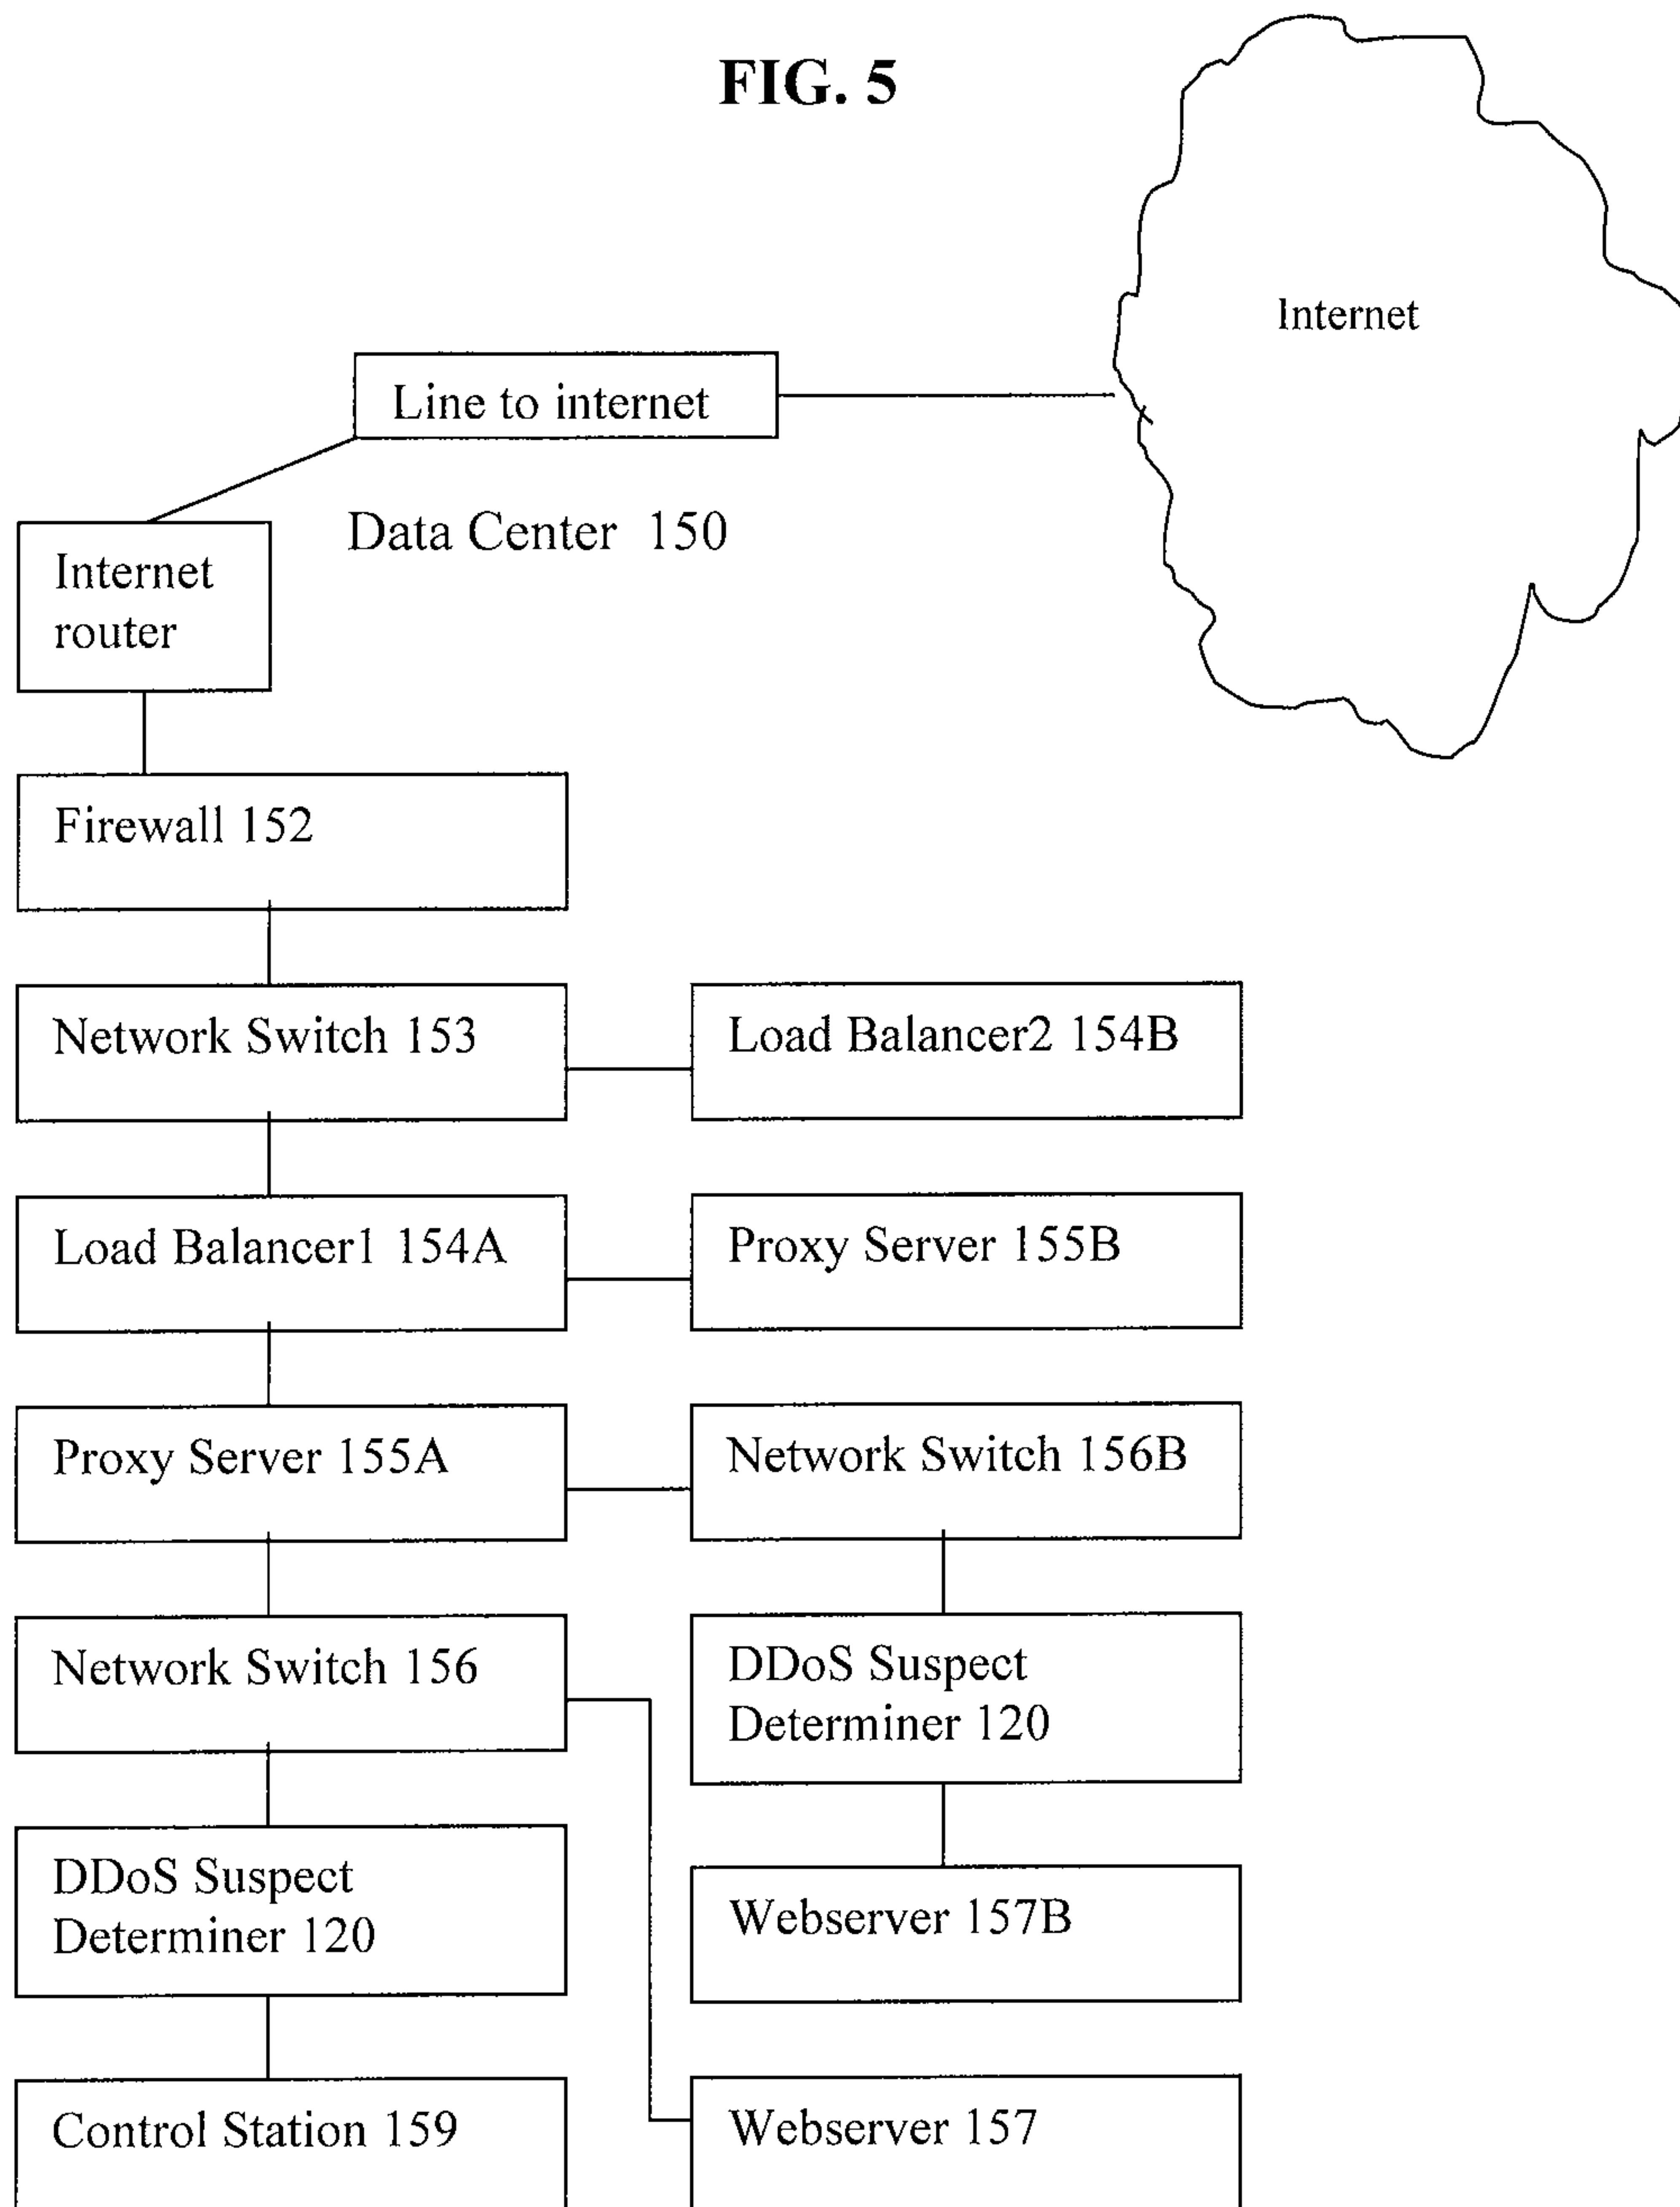 FIG. 5
Internet
Line to internet
Data Center 150
Internet
router
Firewall 152
Network Switch 153
Load Balancer2 154B
Load Balancer1 154A
Proxy Server 155B
Proxy Server 155A
Network Switch 156B
Network Switch 156
DDoS Suspect
Determiner 120
DDoS Suspect
Determiner 120
Webserver 157B
Control Station 159
Webserver 157